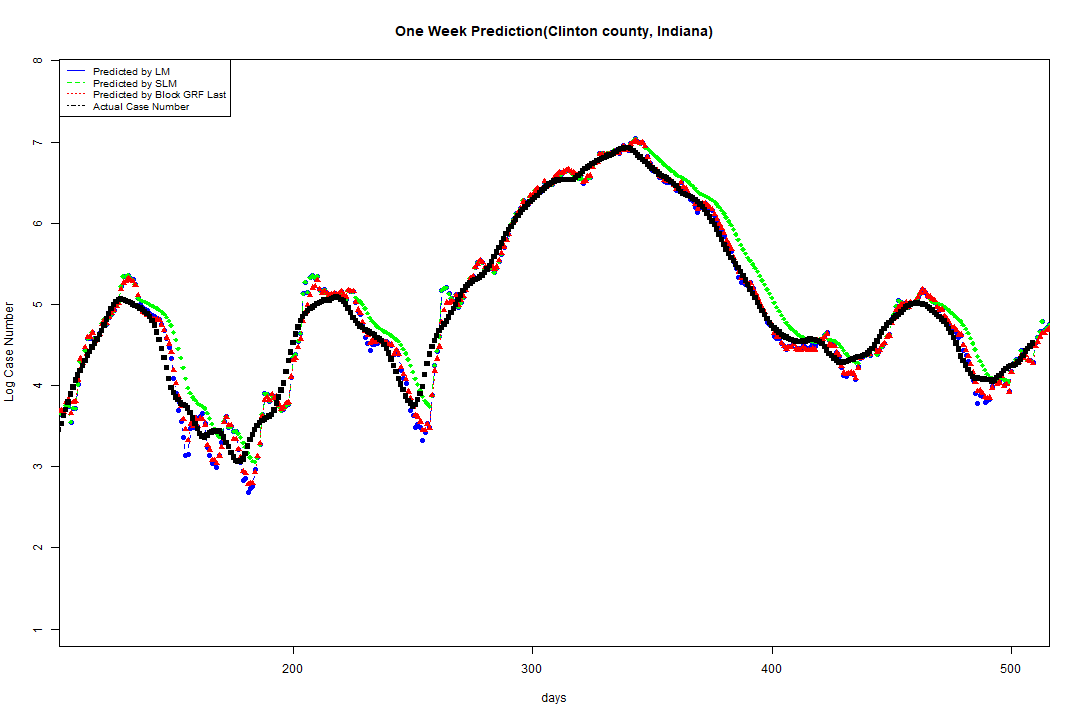 One Week Prediction(Clinton county, Indiana)
Predicted by LM
Predicted by SLM
Predicted by Block GRF Last
Actual Case Number
8
7
6
5
4
3
2
1
Log Case Number
200
300
400
500
days